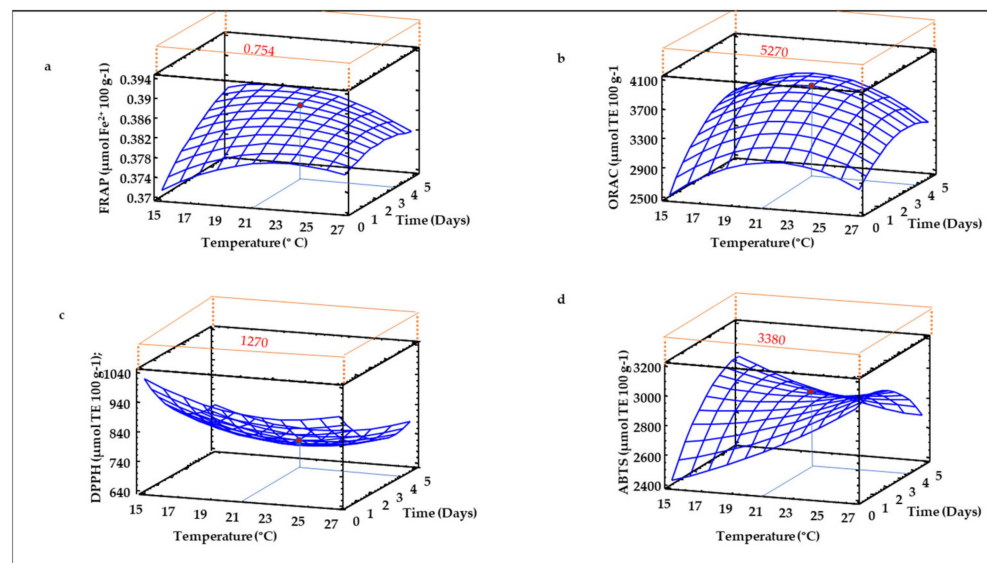 a
0.754
FRAP (µmol Fe²⁺ 100 g-1)
0.394
0.39
0.386
0.382
0.378
0.374
0.37
15 17 19 21 23 25 27
Temperature (° C)
0 1 2 3 4 5
Time (Days)
b
5270
ORAC (µmol TE 100 g-1
4100
3700
3300
2900
2500
15 17 19 21 23 25 27
Temperature (°C)
0 1 2 3 4 5
Time (Days)
c
1270
DPPH (µmol TE 100 g-1);
1040
940
840
740
640
15 17 19 21 23 25 27
Temperature (°C)
0 1 2 3 4 5
Time (Days)
d
3380
ABTS (µmol TE 100 g-1)
3200
3000
2800
2600
2400
15 17 19 21 23 25 27
Temperature (°C)
0 1 2 3 4 5
Time (Days)